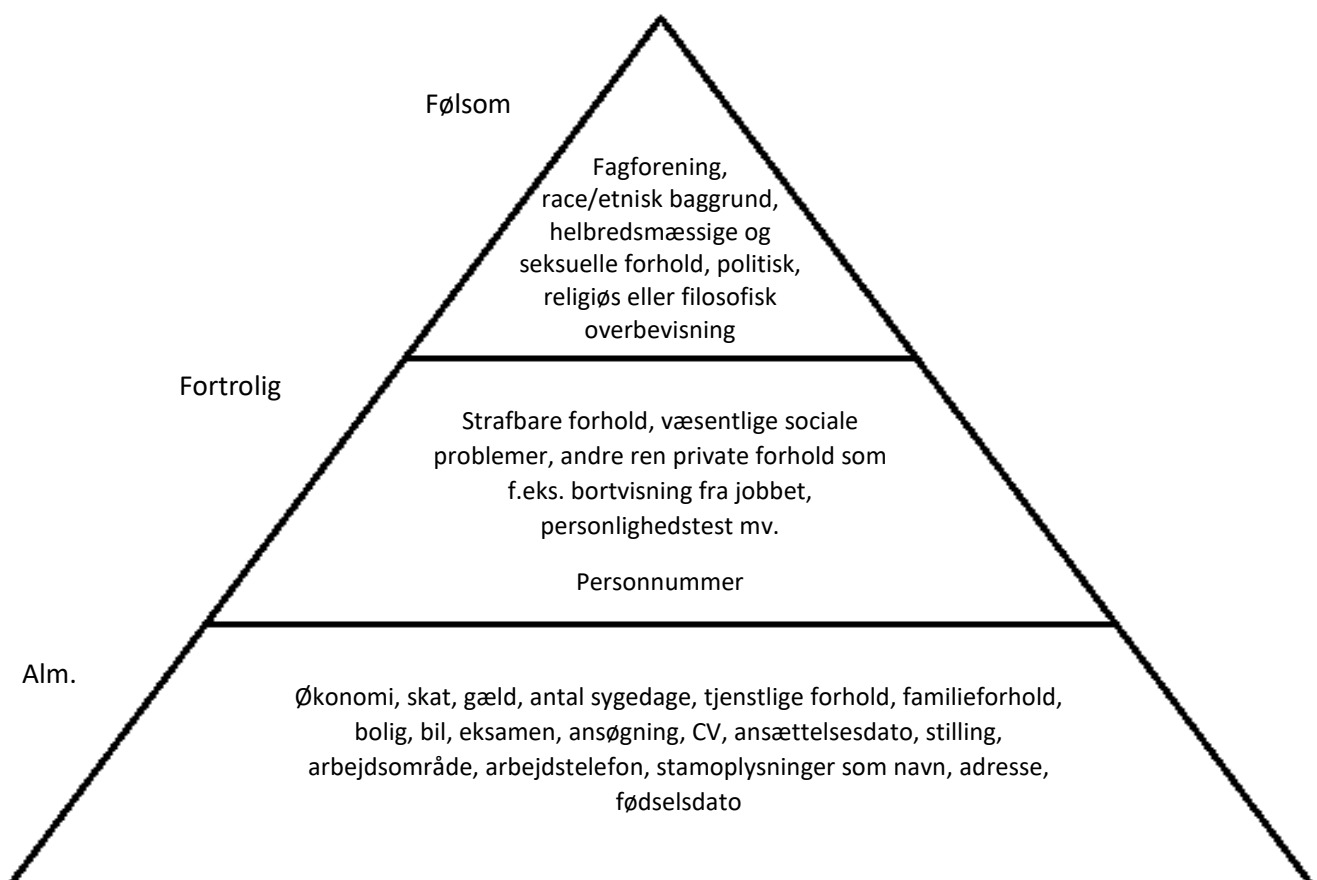 Følsom
Fagforening,
race/etnisk baggrund,
helbredsmæssige og
seksuelle forhold, politisk,
religiøs eller filosofisk
overbevisning
Fortrolig
Strafbare forhold, væsentlige sociale
problemer, andre ren private forhold som
f.eks. bortvisning fra jobbet,
personlighedstest mv.
Personnummer
Alm.
Økonomi, skat, gæld, antal sygedage, tjenstlige forhold, familieforhold,
bolig, bil, eksamen, ansøgning, CV, ansættelsesdato, stilling,
arbejdsområde, arbejdstelefon, stamoplysninger som navn, adresse,
fødselsdato